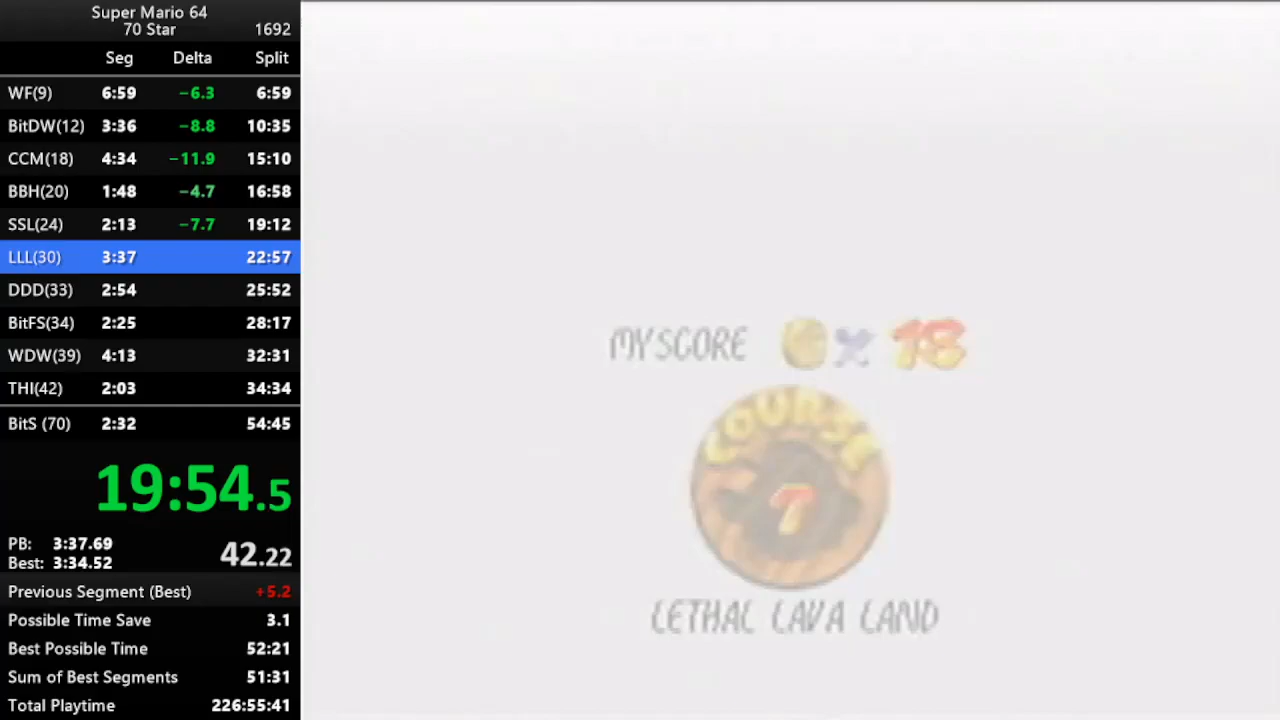 Super Mario 64
70 Star 1692
Seg Delta Split
WF(9) 6:59 −6.3 6:59
BitDW(12) 3:36 −8.8 10:35
CCM(18) 4:34 −11.9 15:10
BBH(20) 1:48 −4.7 16:58
SSL(24) 2:13 −7.7 19:12
LLL(30) 3:37 22:57
DDD(33) 2:54 25:52
BitFS(34) 2:25 28:17
WDW(39) 4:13 32:31
THI(42) 2:03 34:34
BitS (70) 2:32 54:45
19:54.5
PB: 3:37.69
Best: 3:34.52
42.22
Previous Segment (Best) +5.2
Possible Time Save 3.1
Best Possible Time 52:21
Sum of Best Segments 51:31
Total Playtime 226:55:41
MYSCORE × 18
COURSE
7
LETHAL LAVA LAND